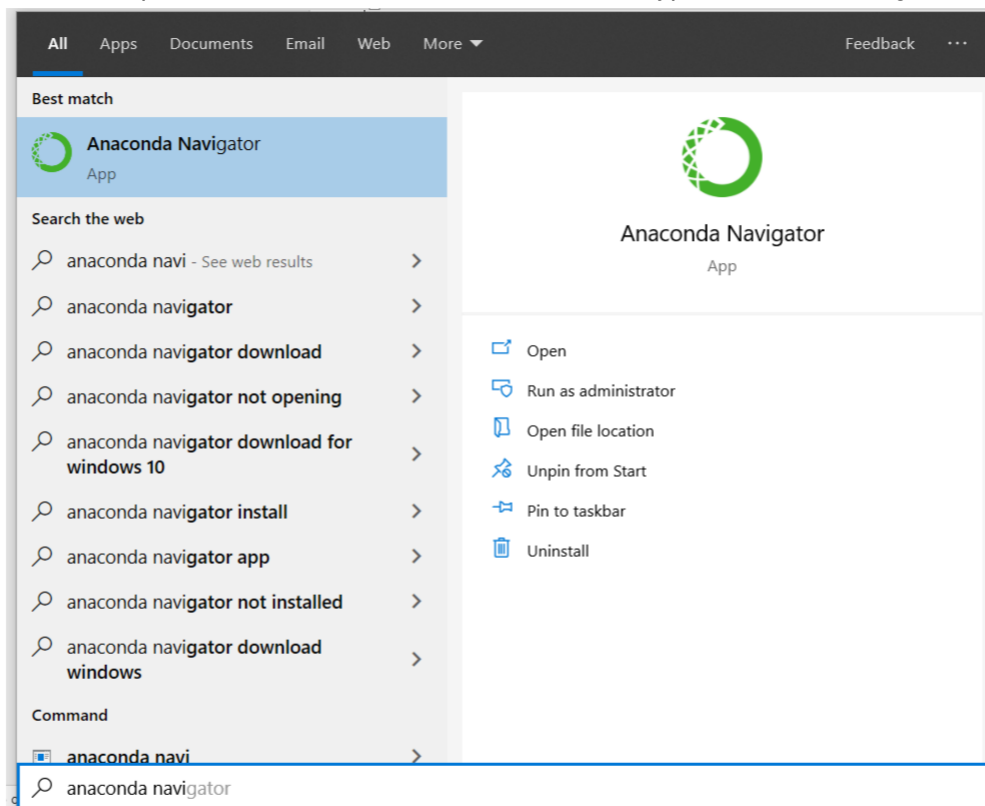 All Apps Documents Email Web More Feedback ...
Best match
Anaconda Navigator
App
Search the web
anaconda navi - See web results
anaconda navigator
anaconda navigator download
anaconda navigator not opening
anaconda navigator download for
windows 10
anaconda navigator install
anaconda navigator app
anaconda navigator not installed
anaconda navigator download
windows
Command
anaconda navi
anaconda navigator
Anaconda Navigator
App
Open
Run as administrator
Open file location
Unpin from Start
Pin to taskbar
Uninstall